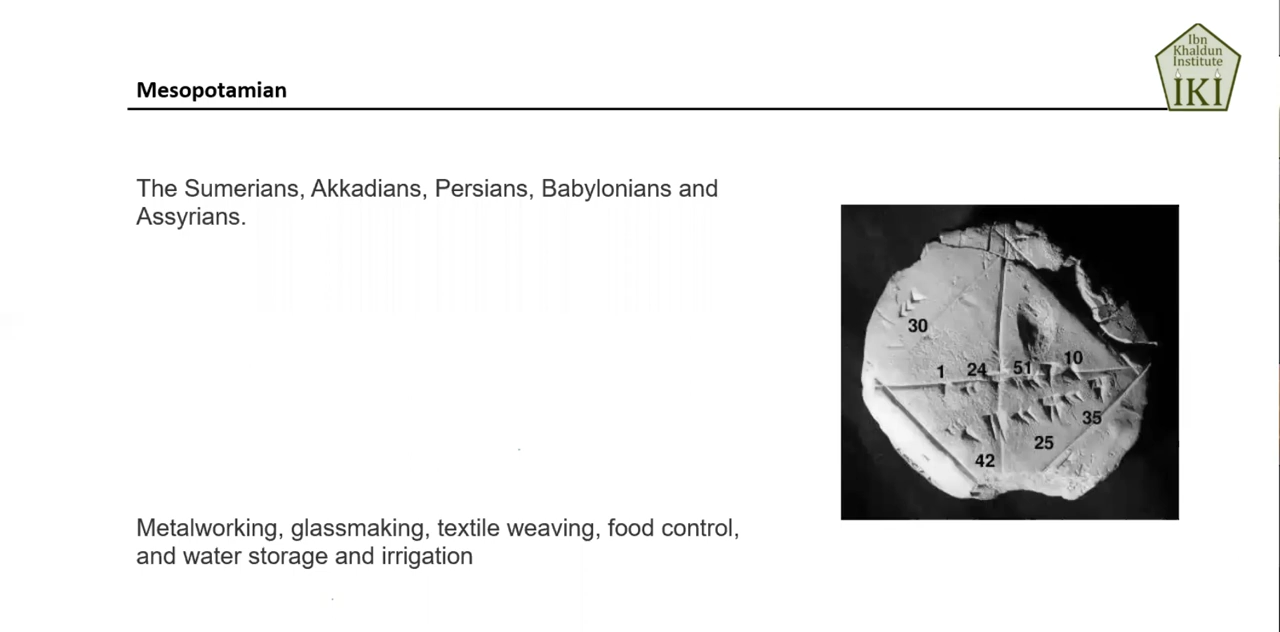 Ibn
Khaldun
Institute
IKI
Mesopotamian
The Sumerians, Akkadians, Persians, Babylonians and
Assyrians.
30
1 24 51 10
35
25
42
Metalworking, glassmaking, textile weaving, food control,
and water storage and irrigation